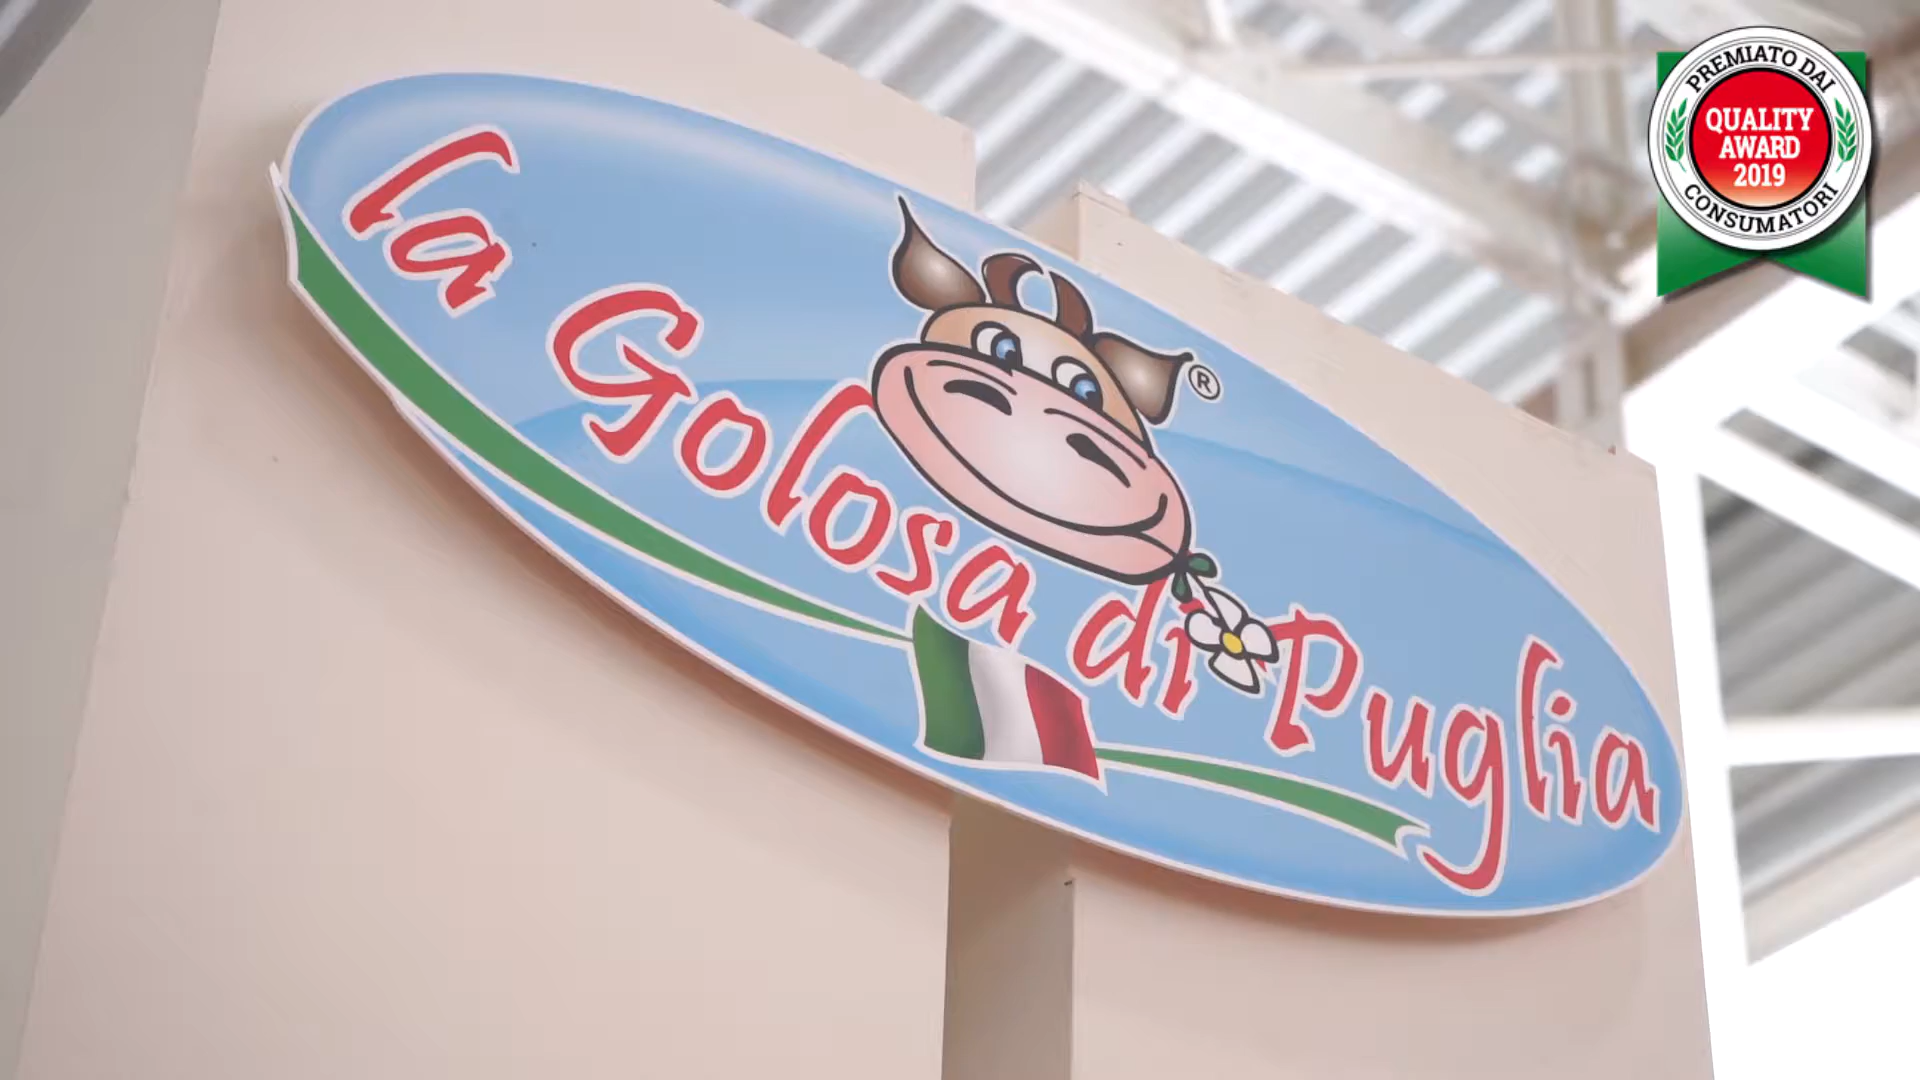 la Golosa di Puglia
®
PREMIATO DAI
QUALITY
AWARD
2019
CONSUMATORI